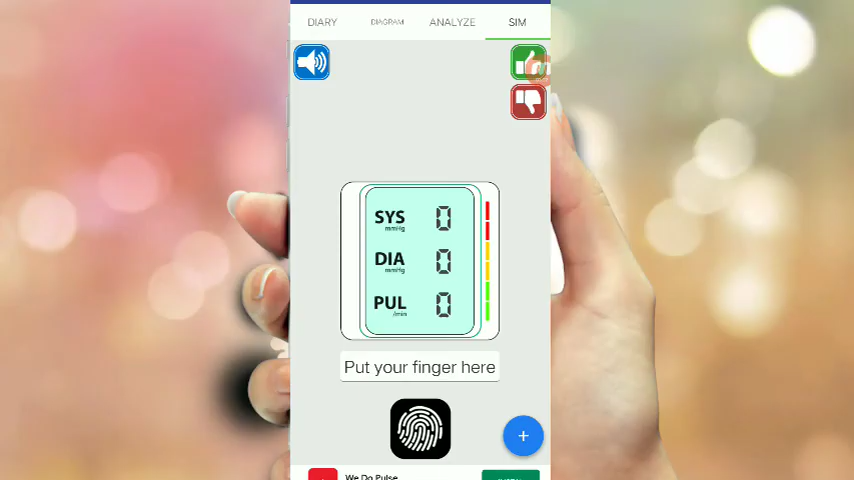 DIARY DIAGRAM ANALYZE SIM
SYS 0
mmHg
DIA 0
mmHg
PUL 0
/min
Put your finger here
+
We Do Pulse